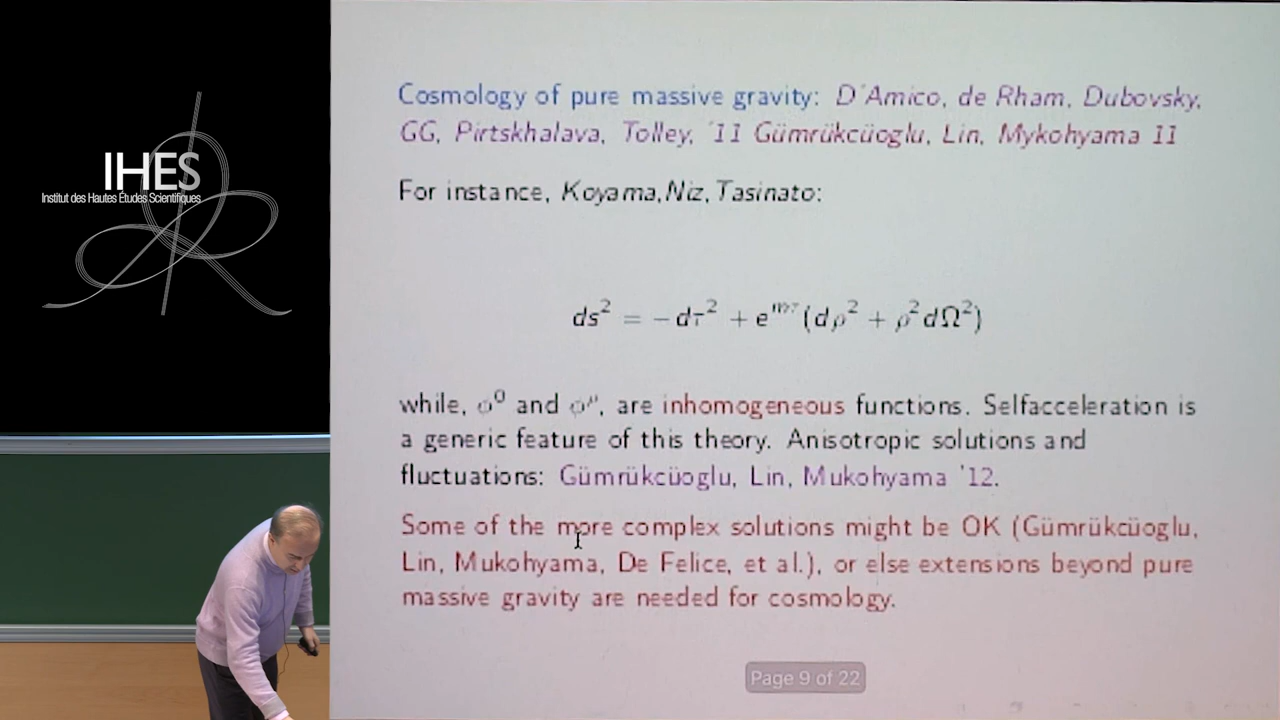 IHES
Institut des Hautes Études Scientifiques
Cosmology of pure massive gravity: D'Amico, de Rham, Dubovsky,
GG, Pirtskhalava, Tolley, '11 Gümrükcüoglu, Lin, Mykohyama 11
For instance, Koyama, Niz, Tasinato:
ds² = −dτ² + e^{mτ}(dρ² + ρ²dΩ²)
while, φ⁰ and φ^ρ, are inhomogeneous functions. Selfacceleration is
a generic feature of this theory. Anisotropic solutions and
fluctuations: Gümrükcüoglu, Lin, Mukohyama '12.
Some of the more complex solutions might be OK (Gümrükcüoglu,
Lin, Mukohyama, De Felice, et al.), or else extensions beyond pure
massive gravity are needed for cosmology.
Page 9 of 22